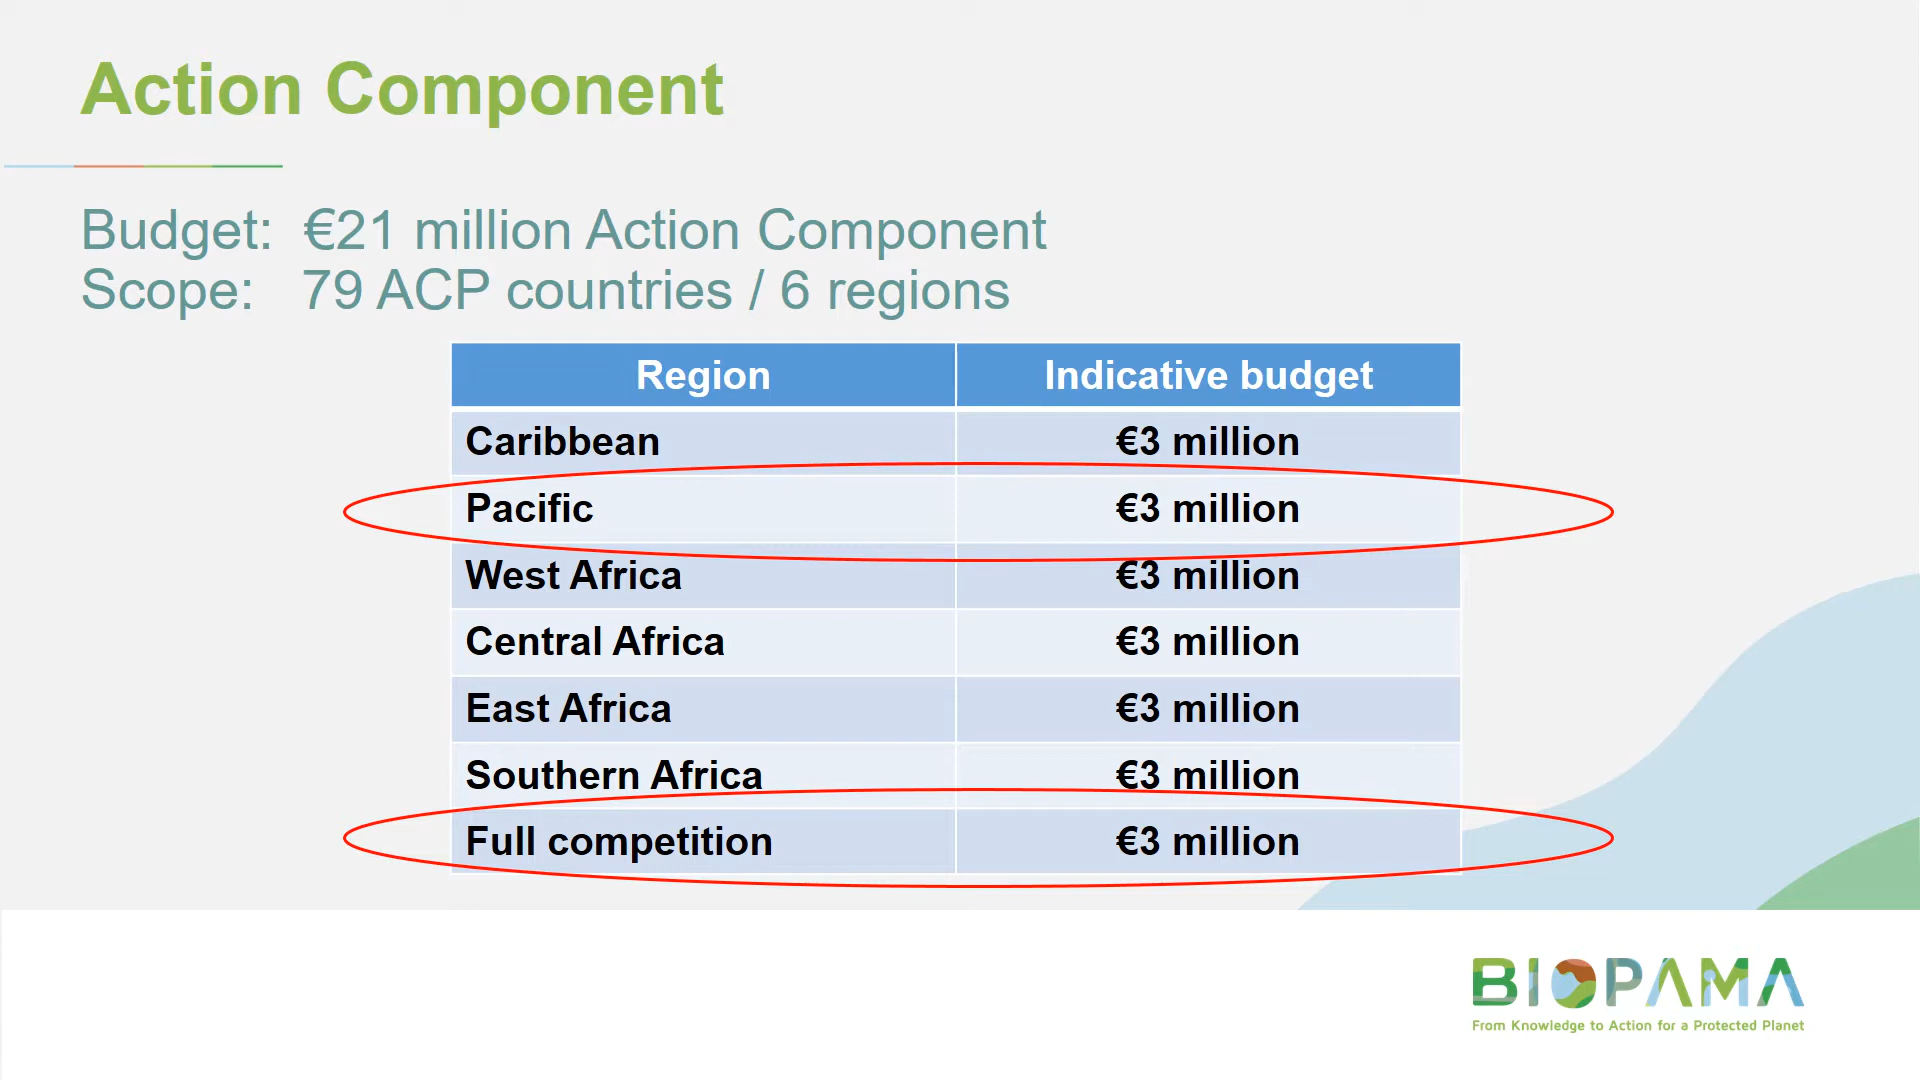 Action Component
Budget: €21 million Action Component
Scope: 79 ACP countries / 6 regions
Region Indicative budget
Caribbean €3 million
Pacific €3 million
West Africa €3 million
Central Africa €3 million
East Africa €3 million
Southern Africa €3 million
Full competition €3 million
BIOPAMA
From Knowledge to Action for a Protected Planet